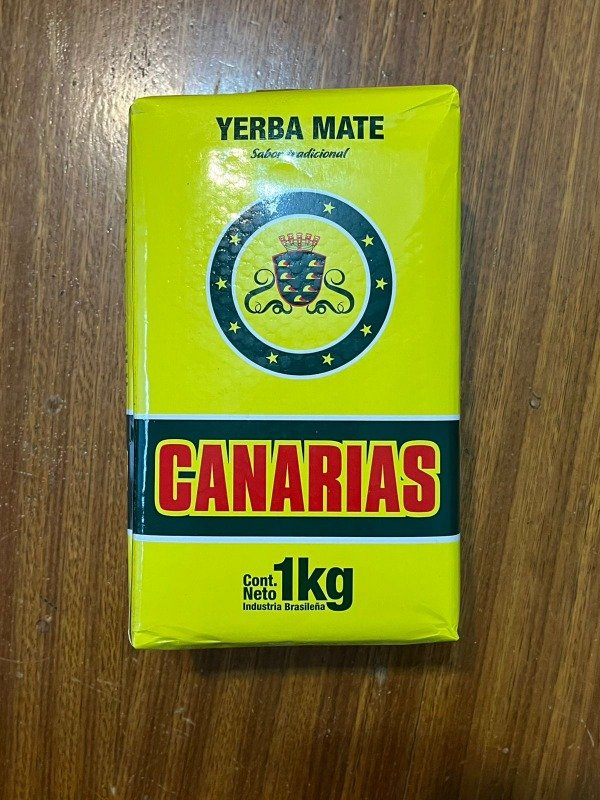 YERBA MATE
Sabor tradicional
CANARIAS
Cont.
Neto 1kg
Industria Brasileña